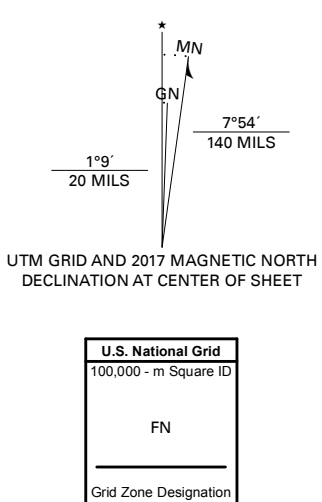 ★
MN
GN
7°54´
140 MILS
1°9´
20 MILS
UTM GRID AND 2017 MAGNETIC NORTH
DECLINATION AT CENTER OF SHEET
U.S. National Grid
100,000 - m Square ID
FN
Grid Zone Designation